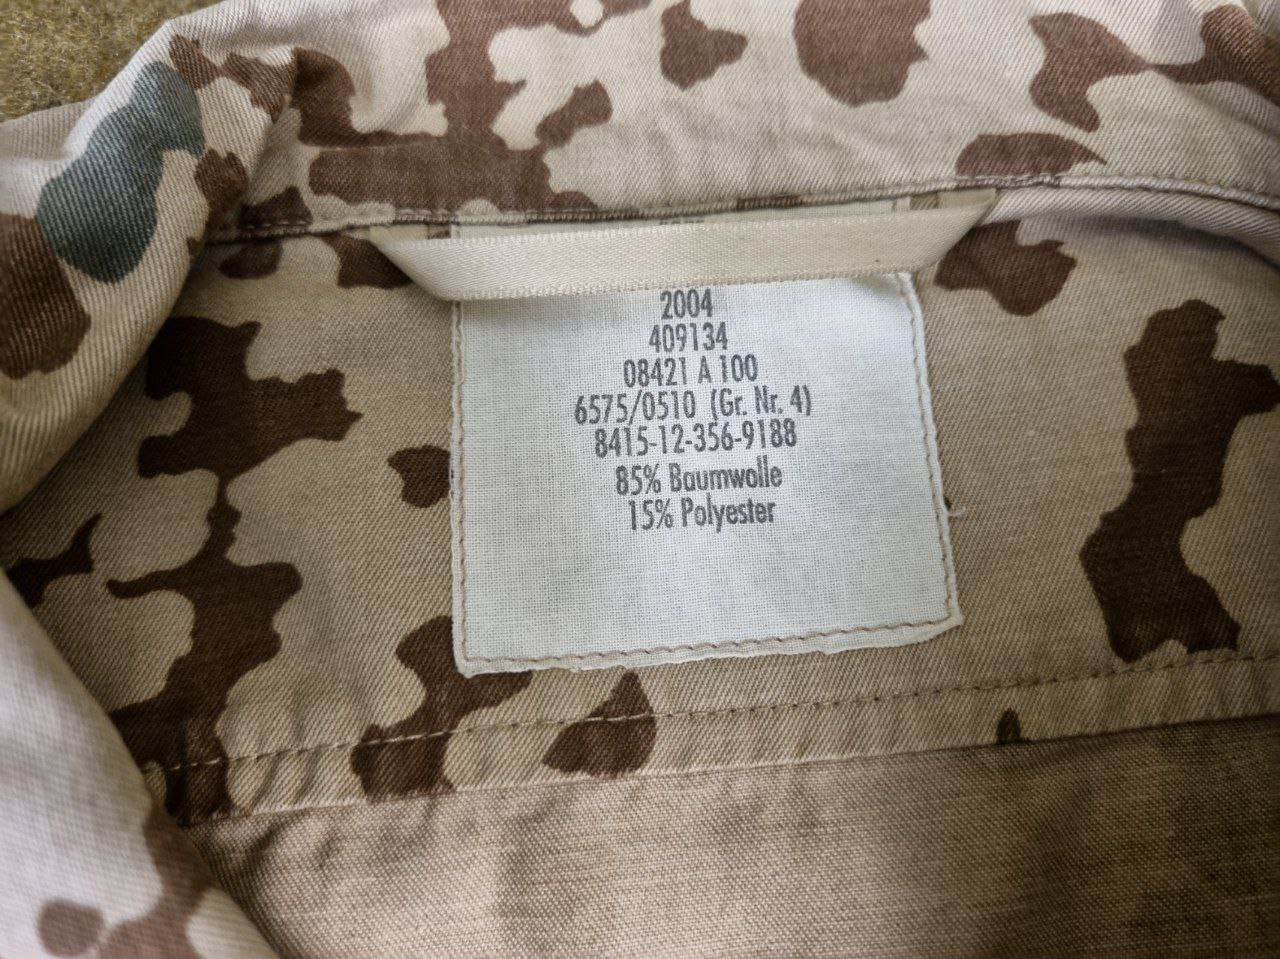 2004
409134
08421 A 100
6575/0510 (Gr. Nr. 4)
8415-12-356-9188
85% Baumwolle
15% Polyester